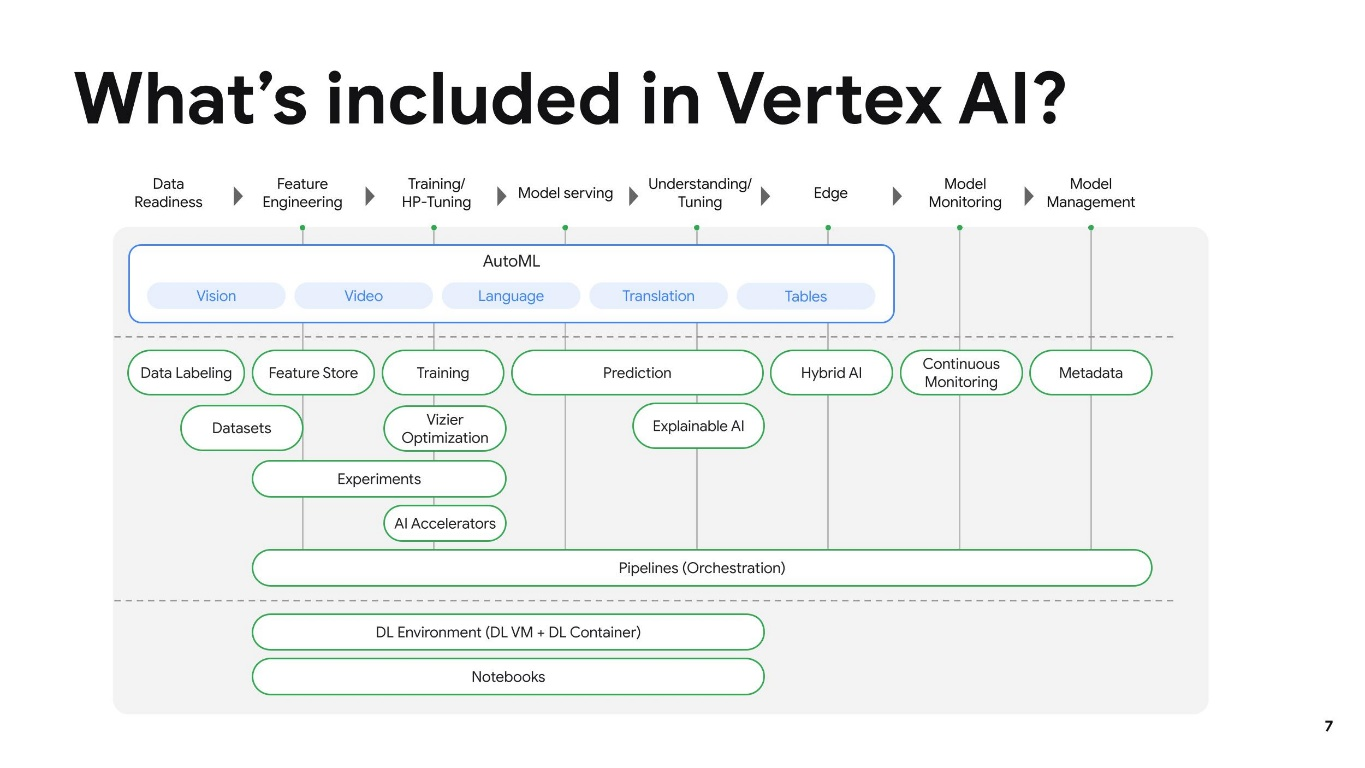 What’s included in Vertex AI?
Data
Readiness
Feature
Engineering
Training/
HP-Tuning
Model serving
Understanding/
Tuning
Edge
Model
Monitoring
Model
Management
AutoML
Vision
Video
Language
Translation
Tables
Data Labeling
Feature Store
Training
Prediction
Hybrid AI
Continuous
Monitoring
Metadata
Datasets
Vizier
Optimization
Explainable AI
Experiments
AI Accelerators
Pipelines (Orchestration)
DL Environment (DL VM + DL Container)
Notebooks
7